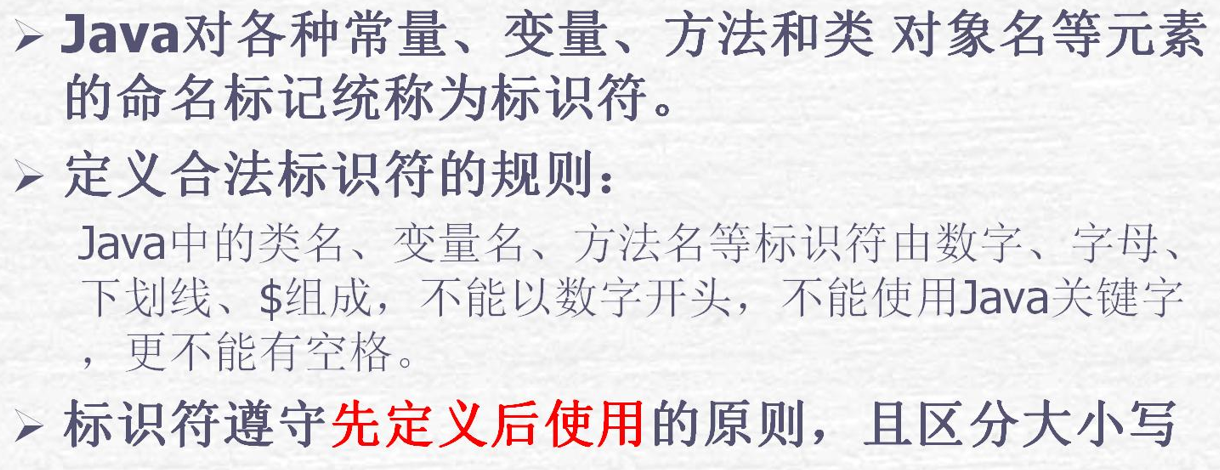 Java对各种常量、变量、方法和类 对象名等元素
的命名标记统称为标识符。
定义合法标识符的规则：
Java中的类名、变量名、方法名等标识符由数字、字母、
下划线、$组成，不能以数字开头，不能使用Java关键字
，更不能有空格。
标识符遵守先定义后使用的原则，且区分大小写